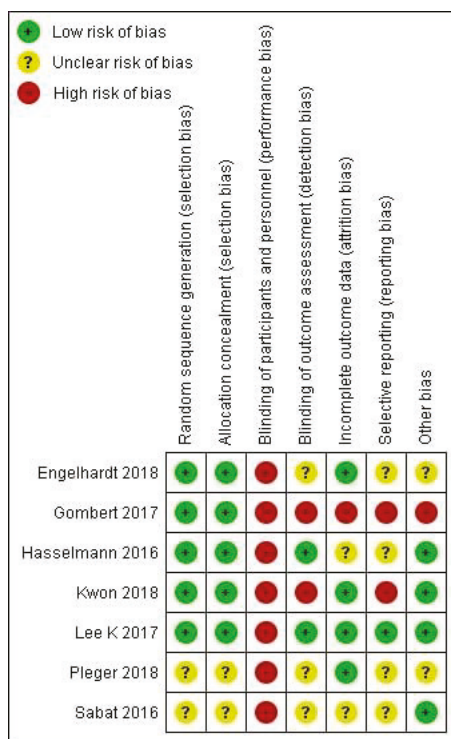 + Low risk of bias
? Unclear risk of bias
High risk of bias
Random sequence generation (selection bias)
Allocation concealment (selection bias)
Blinding of participants and personnel (performance bias)
Blinding of outcome assessment (detection bias)
Incomplete outcome data (attrition bias)
Selective reporting (reporting bias)
Other bias
Engelhardt 2018 + + ? + ? ?
Gombert 2017 + +
Hasselmann 2016 + + + ? ? +
Kwon 2018 + + + +
Lee K 2017 + + + + + +
Pleger 2018 ? ? ? + ? ?
Sabat 2016 ? ? ? ? ? +